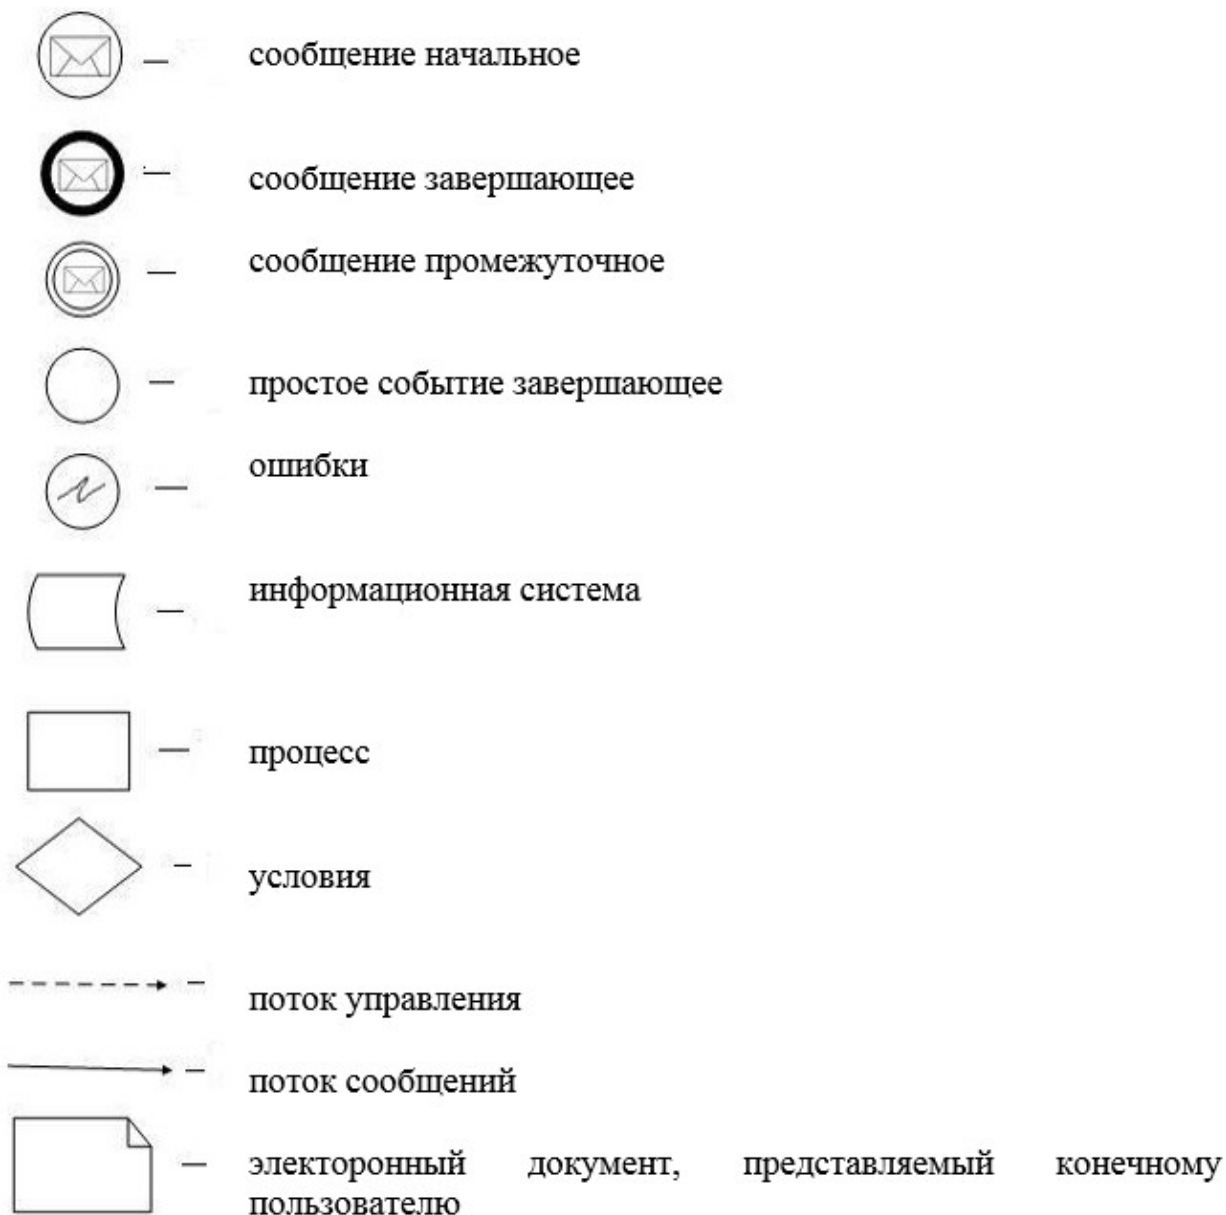 сообщение начальное
сообщение завершающее
сообщение промежуточное
простое событие завершающее
ошибки
информационная система
процесс
условия
поток управления
поток сообщений
электоронный документ, представляемый конечному
пользователю